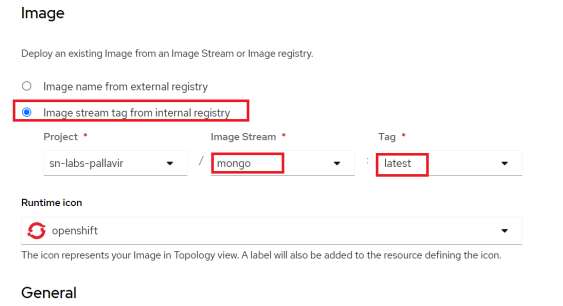 Image
Deploy an existing Image from an Image Stream or Image registry.
Image name from external registry
Image stream tag from internal registry
Project * Image Stream * Tag *
sn-labs-pallavir / mongo : latest
Runtime icon
openshift
The icon represents your Image in Topology view. A label will also be added to the resource defining the icon.
General